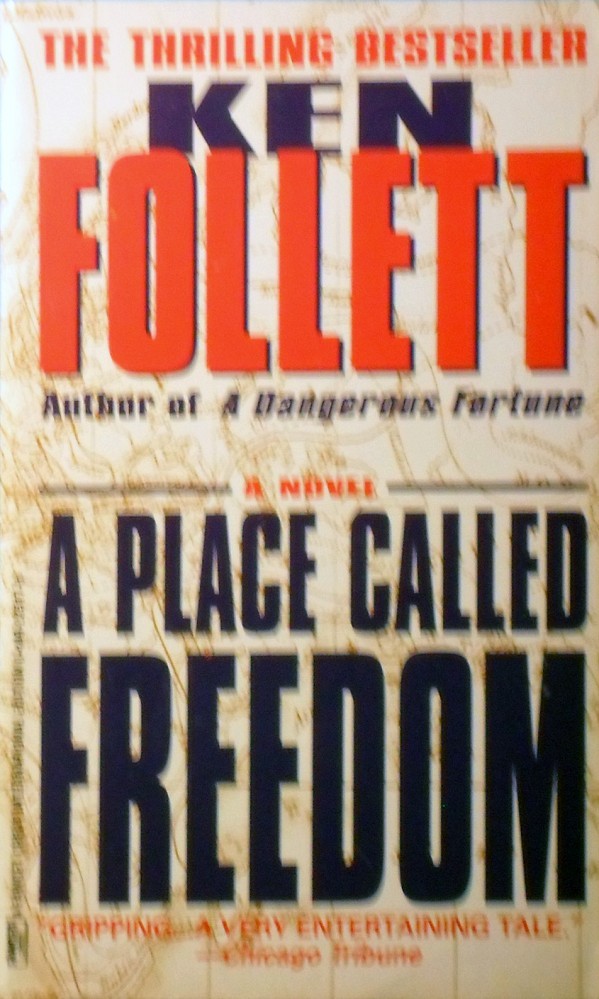 THE THRILLING BESTSELLER
KEN
FOLLETT
Author of A Dangerous Fortune
A NOVEL
A PLACE CALLED
FREEDOM
"GRIPPING...A VERY ENTERTAINING TALE."
—Chicago Tribune